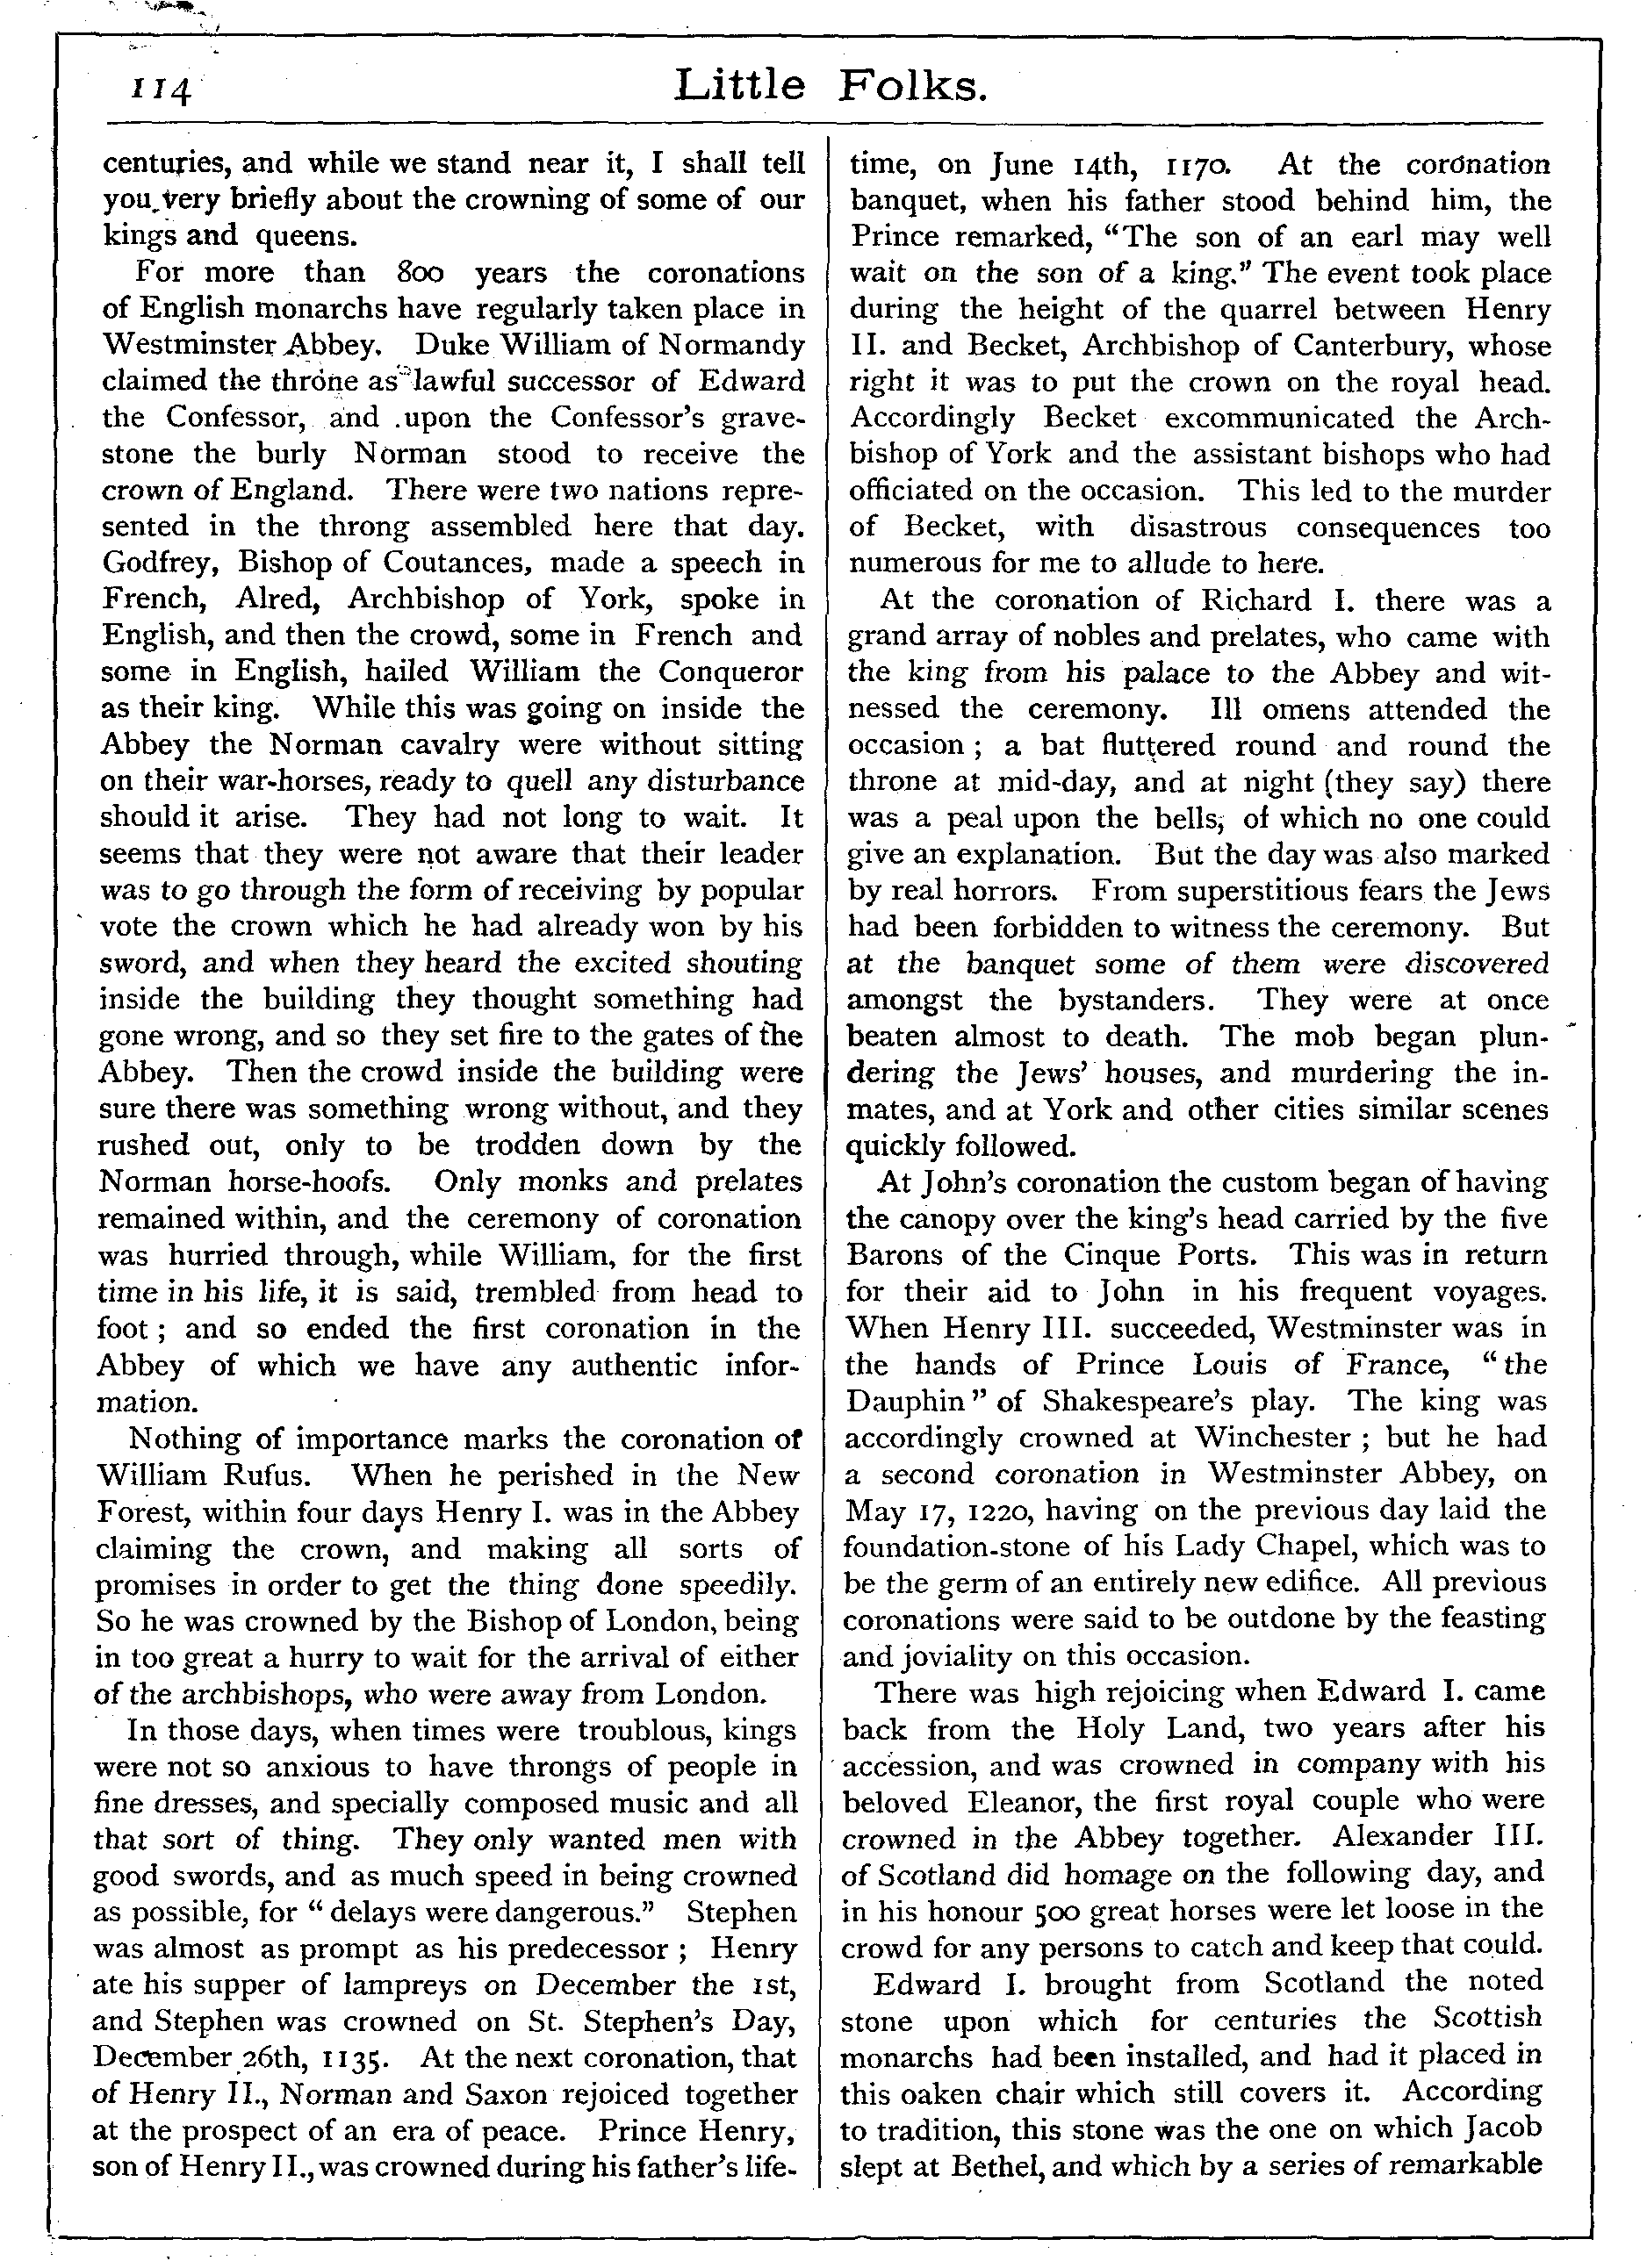 114
Little Folks.
centuries, and while we stand near it, I shall tell
you very briefly about the crowning of some of our
kings and queens.
For more than 800 years the coronations
of English monarchs have regularly taken place in
Westminster Abbey. Duke William of Normandy
claimed the throne as lawful successor of Edward
the Confessor, and upon the Confessor's grave-
stone the burly Norman stood to receive the
crown of England. There were two nations repre-
sented in the throng assembled here that day.
Godfrey, Bishop of Coutances, made a speech in
French, Alred, Archbishop of York, spoke in
English, and then the crowd, some in French and
some in English, hailed William the Conqueror
as their king. While this was going on inside the
Abbey the Norman cavalry were without sitting
on their war-horses, ready to quell any disturbance
should it arise. They had not long to wait. It
seems that they were not aware that their leader
was to go through the form of receiving by popular
vote the crown which he had already won by his
sword, and when they heard the excited shouting
inside the building they thought something had
gone wrong, and so they set fire to the gates of the
Abbey. Then the crowd inside the building were
sure there was something wrong without, and they
rushed out, only to be trodden down by the
Norman horse-hoofs. Only monks and prelates
remained within, and the ceremony of coronation
was hurried through, while William, for the first
time in his life, it is said, trembled from head to
foot ; and so ended the first coronation in the
Abbey of which we have any authentic infor-
mation.
Nothing of importance marks the coronation of
William Rufus. When he perished in the New
Forest, within four days Henry I. was in the Abbey
claiming the crown, and making all sorts of
promises in order to get the thing done speedily.
So he was crowned by the Bishop of London, being
in too great a hurry to wait for the arrival of either
of the archbishops, who were away from London.
In those days, when times were troublous, kings
were not so anxious to have throngs of people in
fine dresses, and specially composed music and all
that sort of thing. They only wanted men with
good swords, and as much speed in being crowned
as possible, for "delays were dangerous." Stephen
was almost as prompt as his predecessor ; Henry
ate his supper of lampreys on December the 1st,
and Stephen was crowned on St. Stephen's Day,
December 26th, 1135. At the next coronation, that
of Henry II., Norman and Saxon rejoiced together
at the prospect of an era of peace. Prince Henry,
son of Henry II., was crowned during his father's life-
time, on June 14th, 1170. At the coronation
banquet, when his father stood behind him, the
Prince remarked, "The son of an earl may well
wait on the son of a king." The event took place
during the height of the quarrel between Henry
II. and Becket, Archbishop of Canterbury, whose
right it was to put the crown on the royal head.
Accordingly Becket excommunicated the Arch-
bishop of York and the assistant bishops who had
officiated on the occasion. This led to the murder
of Becket, with disastrous consequences too
numerous for me to allude to here.
At the coronation of Richard I. there was a
grand array of nobles and prelates, who came with
the king from his palace to the Abbey and wit-
nessed the ceremony. Ill omens attended the
occasion ; a bat fluttered round and round the
throne at mid-day, and at night (they say) there
was a peal upon the bells, of which no one could
give an explanation. But the day was also marked
by real horrors. From superstitious fears the Jews
had been forbidden to witness the ceremony. But
at the banquet some of them were discovered
amongst the bystanders. They were at once
beaten almost to death. The mob began plun-
dering the Jews' houses, and murdering the in-
mates, and at York and other cities similar scenes
quickly followed.
At John's coronation the custom began of having
the canopy over the king's head carried by the five
Barons of the Cinque Ports. This was in return
for their aid to John in his frequent voyages.
When Henry III. succeeded, Westminster was in
the hands of Prince Louis of France, "the
Dauphin" of Shakespeare's play. The king was
accordingly crowned at Winchester ; but he had
a second coronation in Westminster Abbey, on
May 17, 1220, having on the previous day laid the
foundation-stone of his Lady Chapel, which was to
be the germ of an entirely new edifice. All previous
coronations were said to be outdone by the feasting
and joviality on this occasion.
There was high rejoicing when Edward I. came
back from the Holy Land, two years after his
accession, and was crowned in company with his
beloved Eleanor, the first royal couple who were
crowned in the Abbey together. Alexander III.
of Scotland did homage on the following day, and
in his honour 500 great horses were let loose in the
crowd for any persons to catch and keep that could.
Edward I. brought from Scotland the noted
stone upon which for centuries the Scottish
monarchs had been installed, and had it placed in
this oaken chair which still covers it. According
to tradition, this stone was the one on which Jacob
slept at Bethel, and which by a series of remarkable